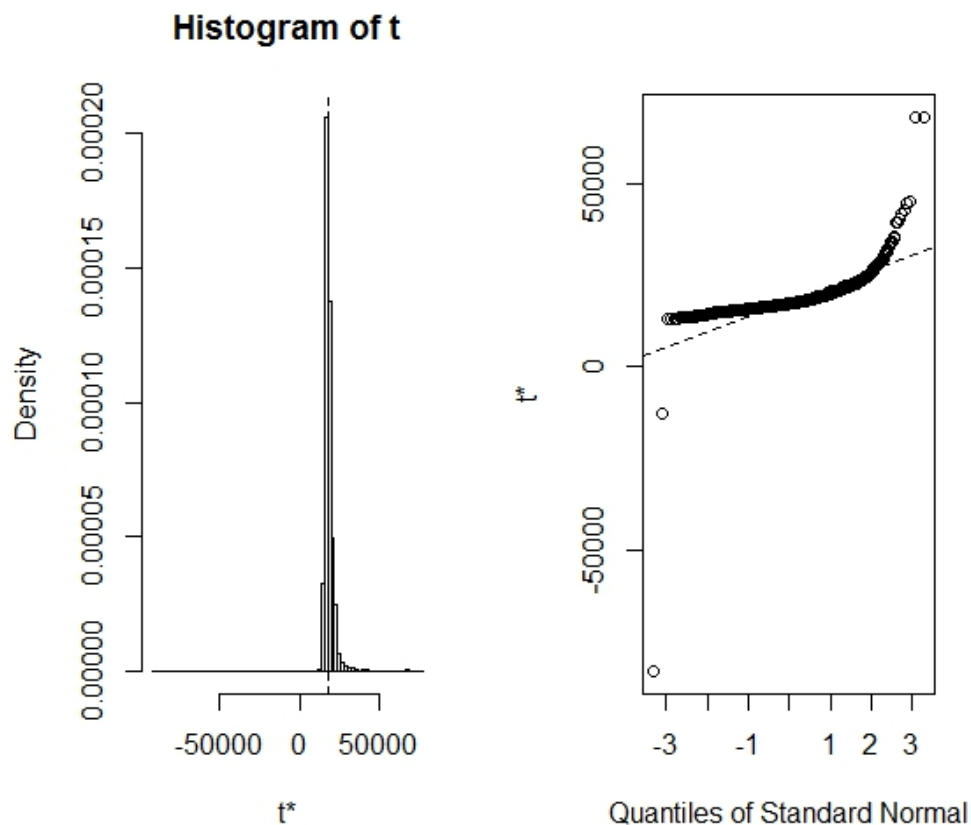 Histogram of t
Density
0.00000
0.00005
0.00010
0.00015
0.00020
-50000 0 50000
t*
t*
-50000
0
50000
-3 -1 1 2 3
Quantiles of Standard Normal